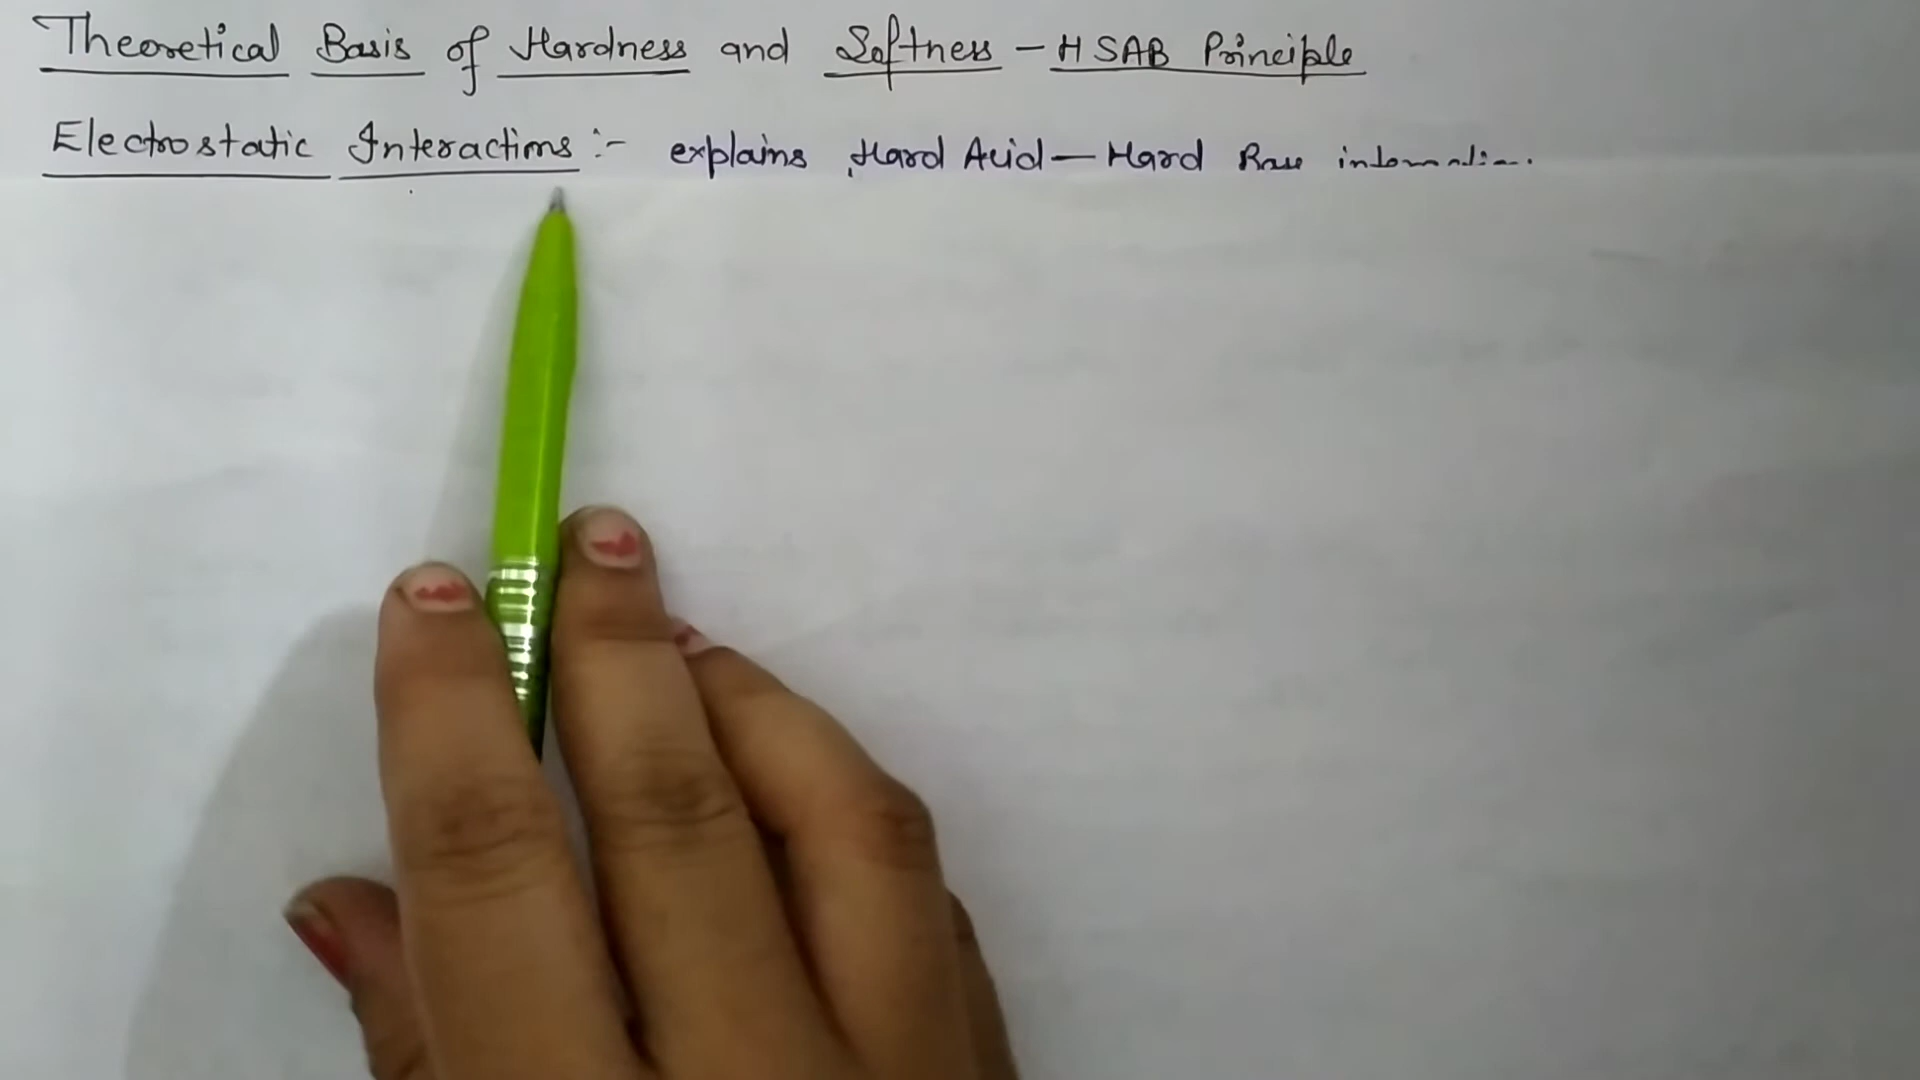 Theoretical Basis of Hardness and Softness - HSAB Principle
Electrostatic Interactions :- explains Hard Acid - Hard Base